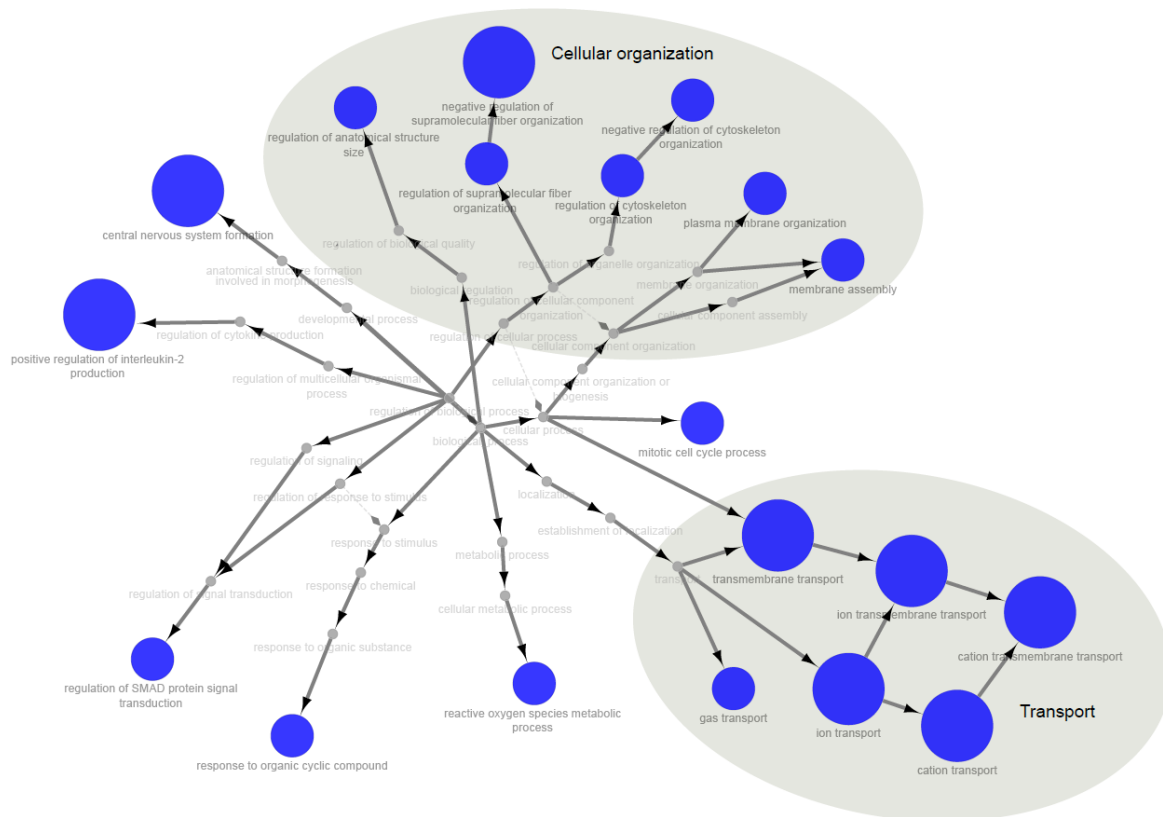 Cellular organization
negative regulation of
supramolecular fiber organization
regulation of anatomical structure
size
negative regulation of cytoskeleton
organization
regulation of supramolecular fiber
organization
regulation of cytoskeleton
organization
plasma membrane organization
central nervous system formation
regulation of biological quality
anatomical structure formation
involved in morphogenesis
regulation of organelle organization
membrane organization
membrane assembly
biological regulation
regulation of cellular component
organization
cellular component assembly
developmental process
regulation of cytokine production
regulation of cellular process
cellular component organization
positive regulation of interleukin-2
production
regulation of multicellular organismal
process
cellular component organization or
biogenesis
regulation of biological process
cellular process
biological process
mitotic cell cycle process
regulation of signaling
regulation of response to stimulus
localization
establishment of localization
response to stimulus
metabolic process
transport
transmembrane transport
response to chemical
regulation of signal transduction
cellular metabolic process
ion transmembrane transport
response to organic substance
cation transmembrane transport
regulation of SMAD protein signal
transduction
reactive oxygen species metabolic
process
gas transport
ion transport
Transport
response to organic cyclic compound
cation transport